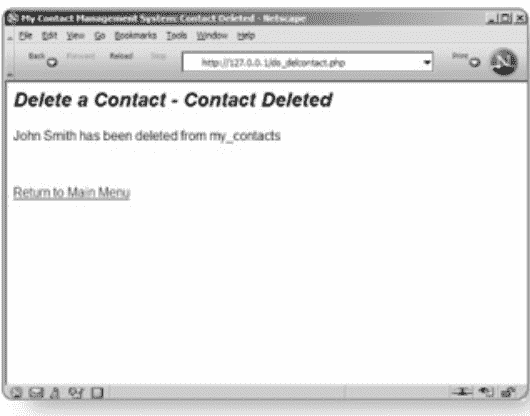 My Contact Management System: Contact Deleted - Netscape
File Edit View Go Bookmarks Tools Window Help
Back Forward Reload Stop http://127.0.0.1/do_delcontact.php Print N
Delete a Contact - Contact Deleted
John Smith has been deleted from my_contacts
Return to Main Menu